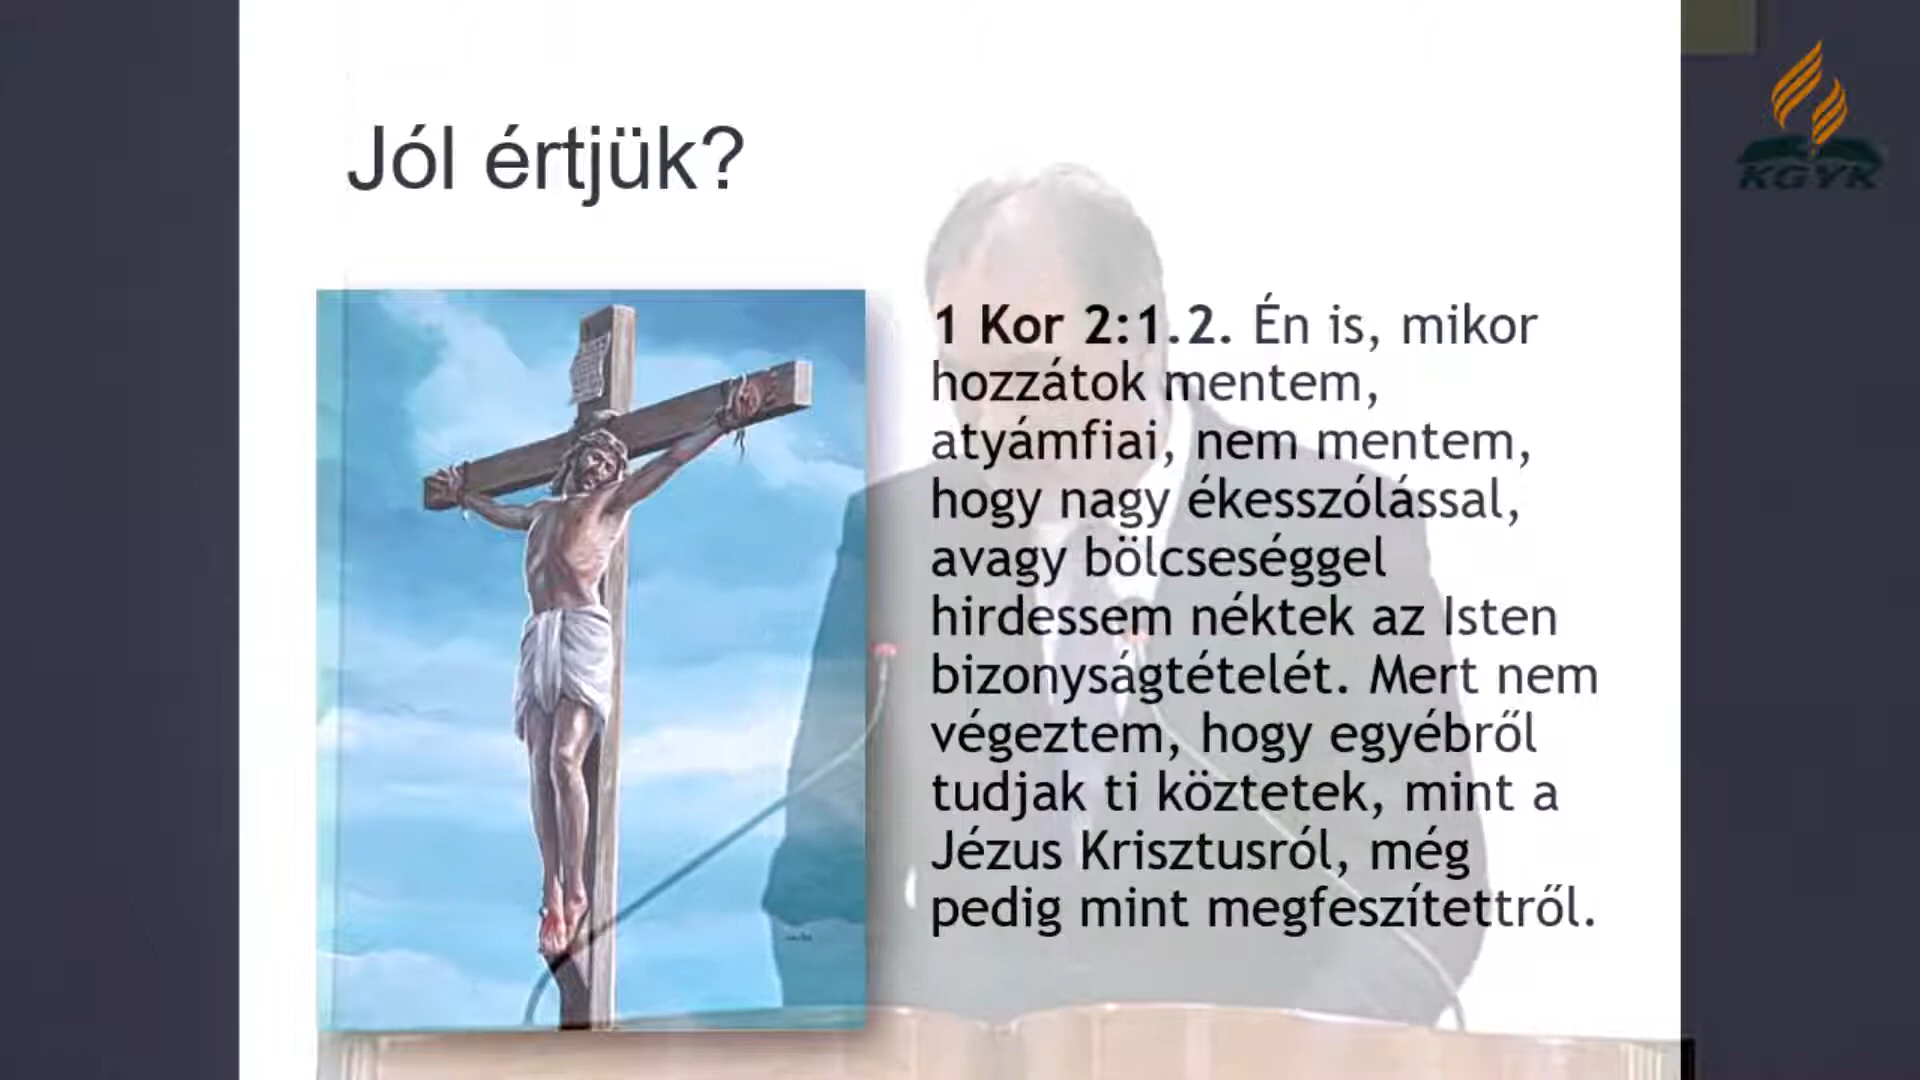 Jól értjük?
1 Kor 2:1.2. Én is, mikor
hozzátok mentem,
atyámfiai, nem mentem,
hogy nagy ékesszólással,
avagy bölcseséggel
hirdessem néktek az Isten
bizonyságtételét. Mert nem
végeztem, hogy egyébről
tudjak ti köztetek, mint a
Jézus Krisztusról, még
pedig mint megfeszítettről.
KGYK